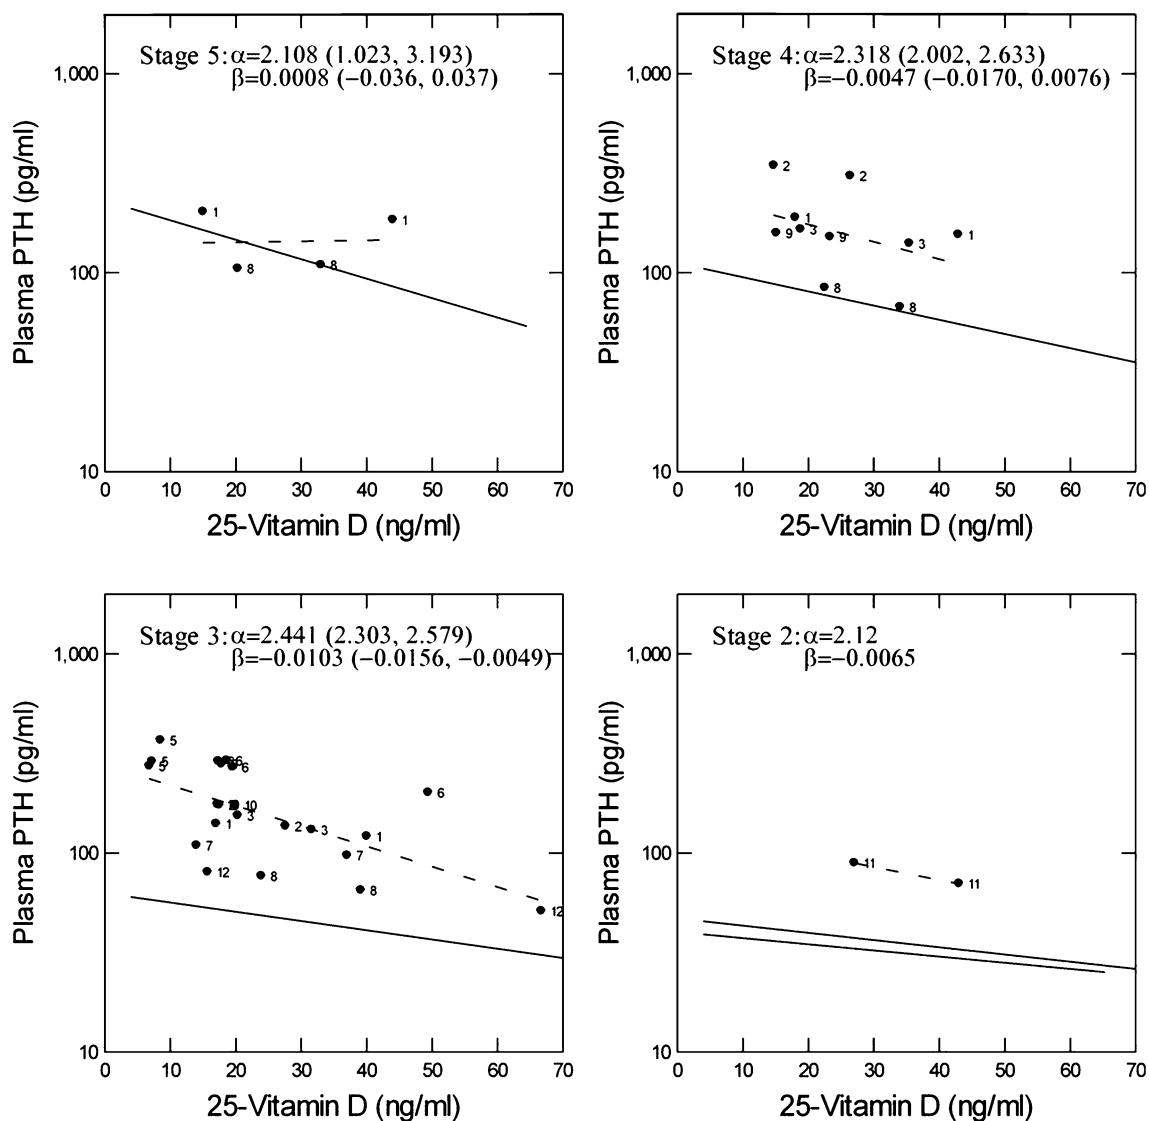 Stage 5: α=2.108 (1.023, 3.193)
β=0.0008 (−0.036, 0.037)
1,000
100
10
Plasma PTH (pg/ml)
1
1
8
8
0 10 20 30 40 50 60 70
25-Vitamin D (ng/ml)
Stage 4: α=2.318 (2.002, 2.633)
β=−0.0047 (−0.0170, 0.0076)
1,000
100
10
Plasma PTH (pg/ml)
2
2
1
9
3
9
3
1
8
8
0 10 20 30 40 50 60 70
25-Vitamin D (ng/ml)
Stage 3: α=2.441 (2.303, 2.579)
β=−0.0103 (−0.0156, −0.0049)
1,000
100
10
Plasma PTH (pg/ml)
5
5
5
6
6
6
10
3
1
2
3
1
7
7
12
8
8
12
0 10 20 30 40 50 60 70
25-Vitamin D (ng/ml)
Stage 2: α=2.12
β=−0.0065
1,000
100
10
Plasma PTH (pg/ml)
11
11
0 10 20 30 40 50 60 70
25-Vitamin D (ng/ml)